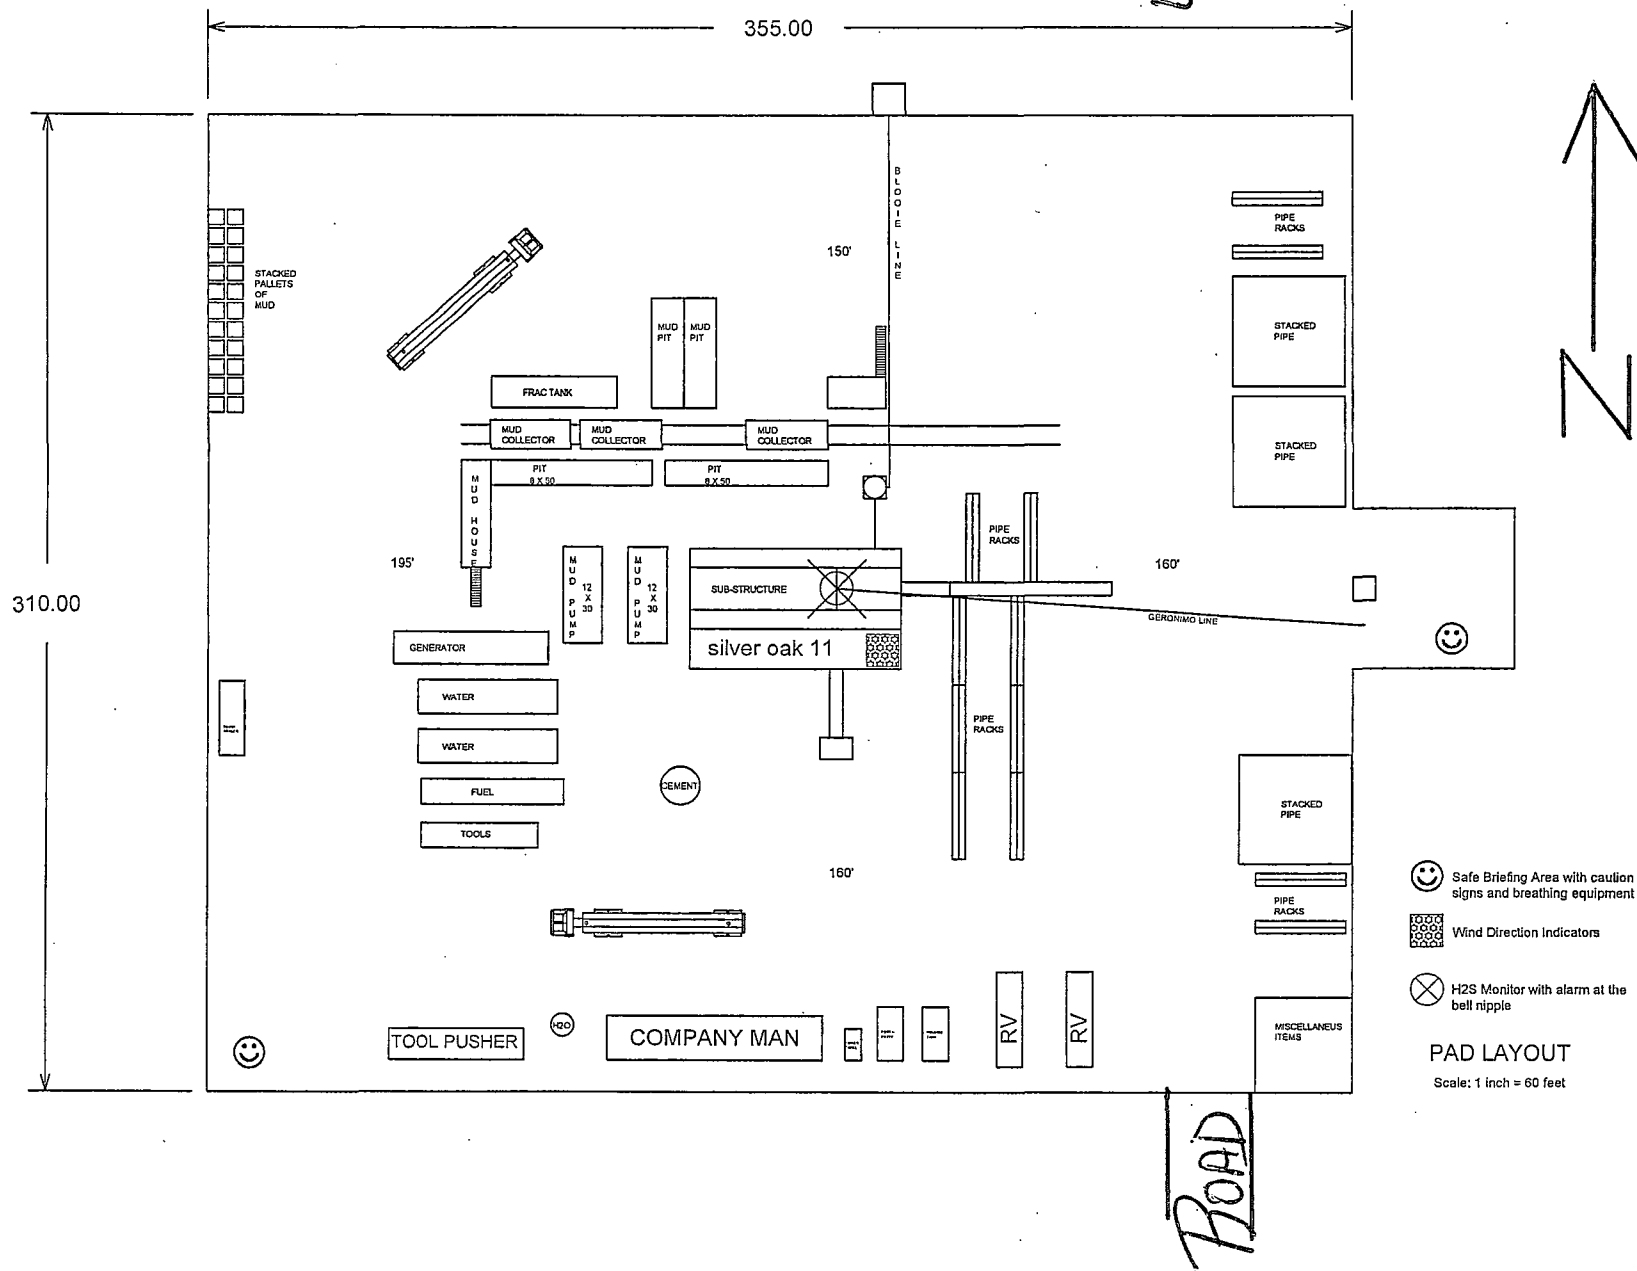 355.00
310.00
BLOOIE LINE
150'
PIPE
RACKS
STACKED
PALLETS
OF
MUD
MUD
PIT
MUD
PIT
STACKED
PIPE
FRAC TANK
MUD
COLLECTOR
MUD
COLLECTOR
MUD
COLLECTOR
STACKED
PIPE
PIT
8 X 50
PIT
8 X 50
MUD HOUSE
195'
MUD PUMP
12
X
30
MUD PUMP
12
X
30
SUB-STRUCTURE
silver oak 11
PIPE
RACKS
160'
GERONIMO LINE
GENERATOR
WATER
WATER
FUEL
TOOLS
CEMENT
PIPE
RACKS
STACKED
PIPE
160'
PIPE
RACKS
TOOL PUSHER
H2O
COMPANY MAN
RV
RV
MISCELLANEUS
ITEMS
N
Safe Briefing Area with caution
signs and breathing equipment
Wind Direction Indicators
H2S Monitor with alarm at the
bell nipple
PAD LAYOUT
Scale: 1 inch = 60 feet
ROAD